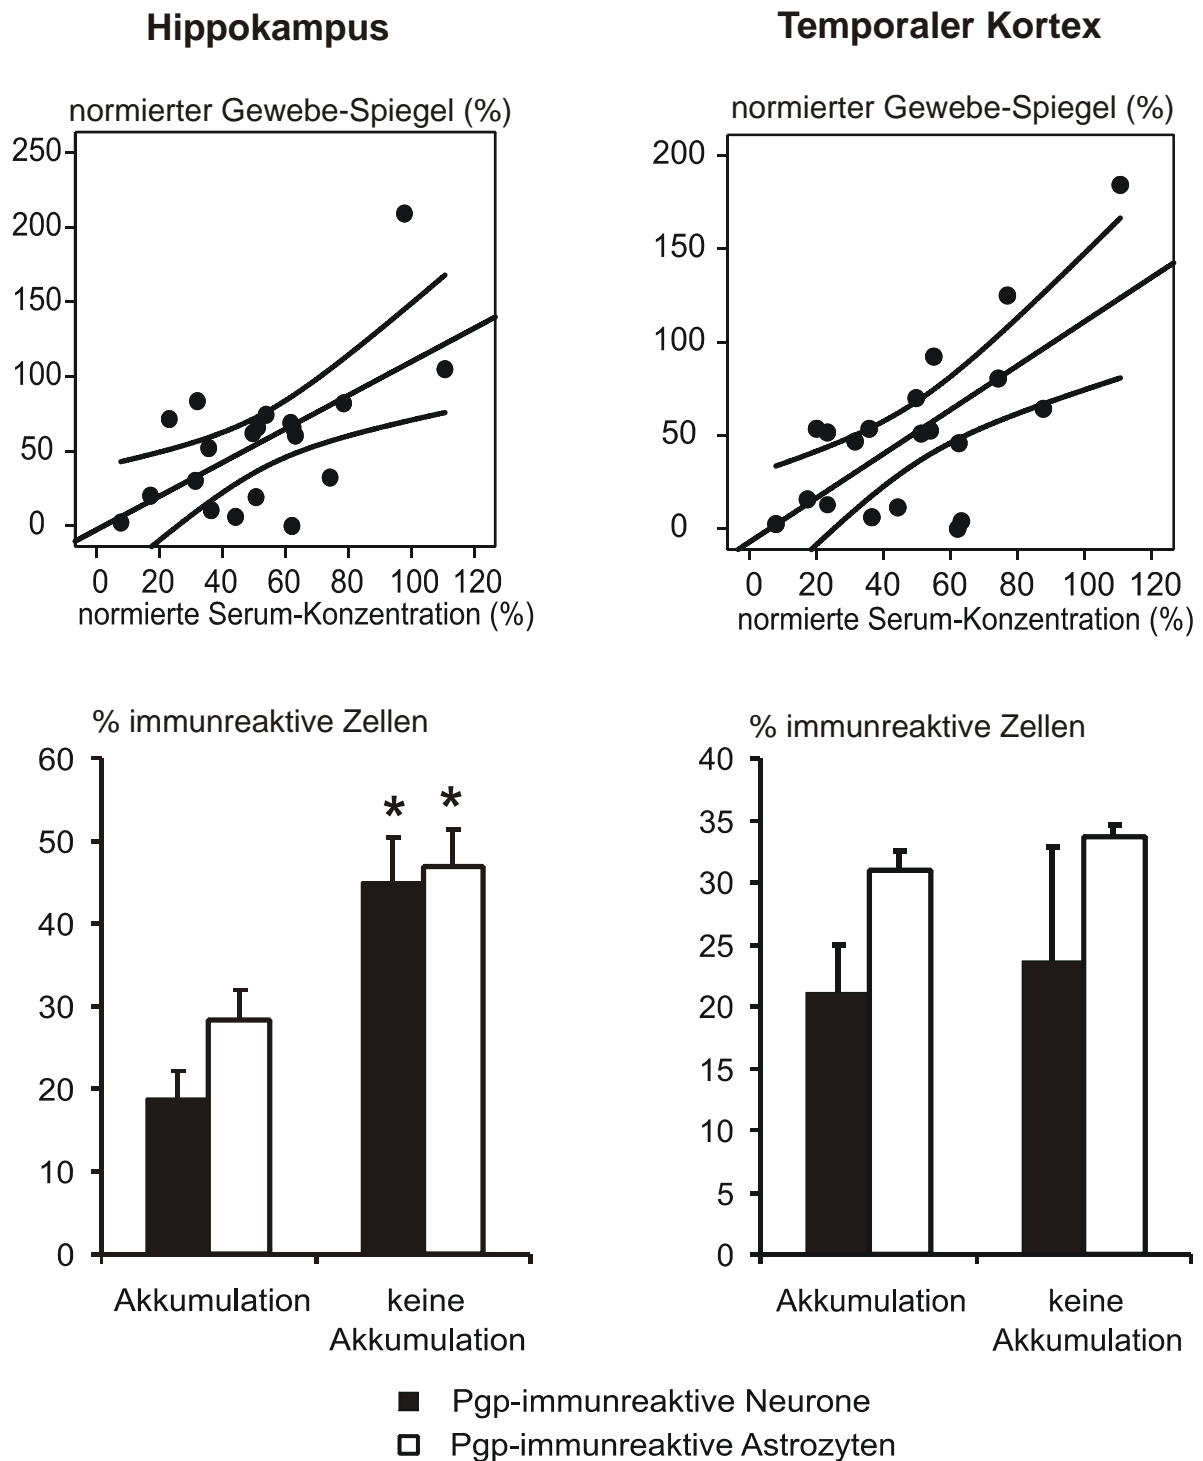 Hippokampus
Temporaler Kortex
normierter Gewebe-Spiegel (%)
250
200
150
100
50
0
0 20 40 60 80 100 120
normierte Serum-Konzentration (%)
normierter Gewebe-Spiegel (%)
200
150
100
50
0
0 20 40 60 80 100 120
normierte Serum-Konzentration (%)
% immunreaktive Zellen
60
50
40
30
20
10
0
* *
Akkumulation keine
Akkumulation
% immunreaktive Zellen
40
35
30
25
20
15
10
5
0
Akkumulation keine
Akkumulation
Pgp-immunreaktive Neurone
Pgp-immunreaktive Astrozyten